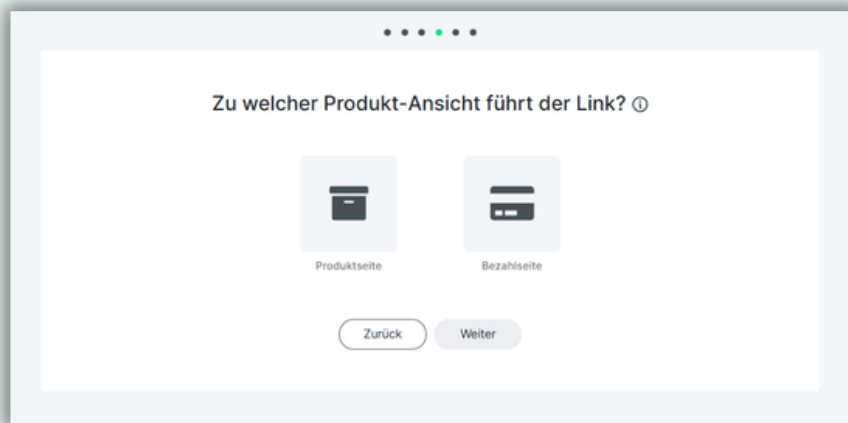 Zu welcher Produkt-Ansicht führt der Link?
Produktseite Bezahlseite
Zurück Weiter